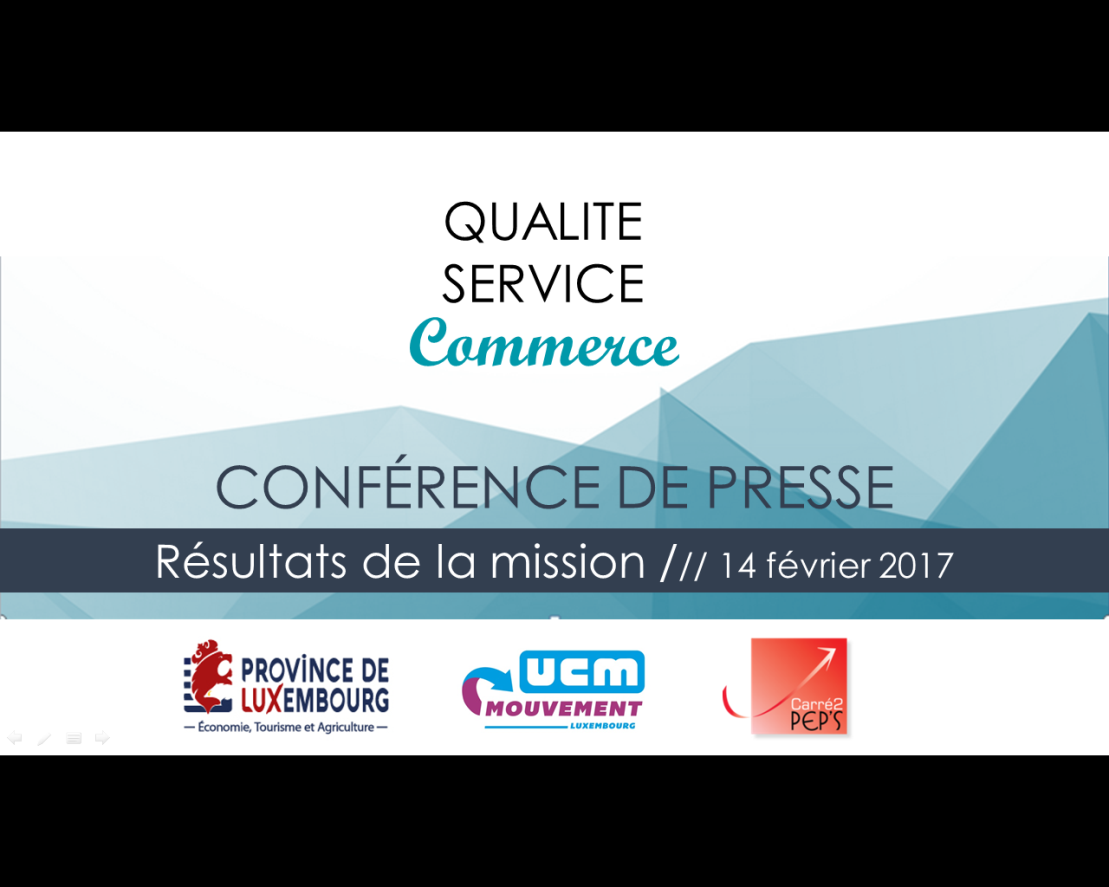 QUALITE
SERVICE
Commerce
CONFÉRENCE DE PRESSE
Résultats de la mission /// 14 février 2017
PROVINCE DE
LUXEMBOURG
— Économie, Tourisme et Agriculture —
UCM
MOUVEMENT
LUXEMBOURG
Carré2
PEP'S